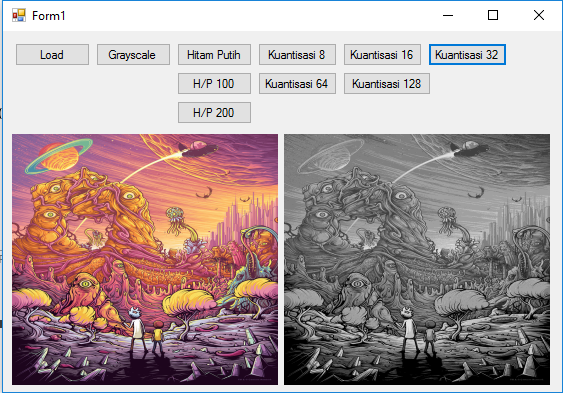 Form1
Load Grayscale Hitam Putih Kuantisasi 8 Kuantisasi 16 Kuantisasi 32
H/P 100 Kuantisasi 64 Kuantisasi 128
H/P 200